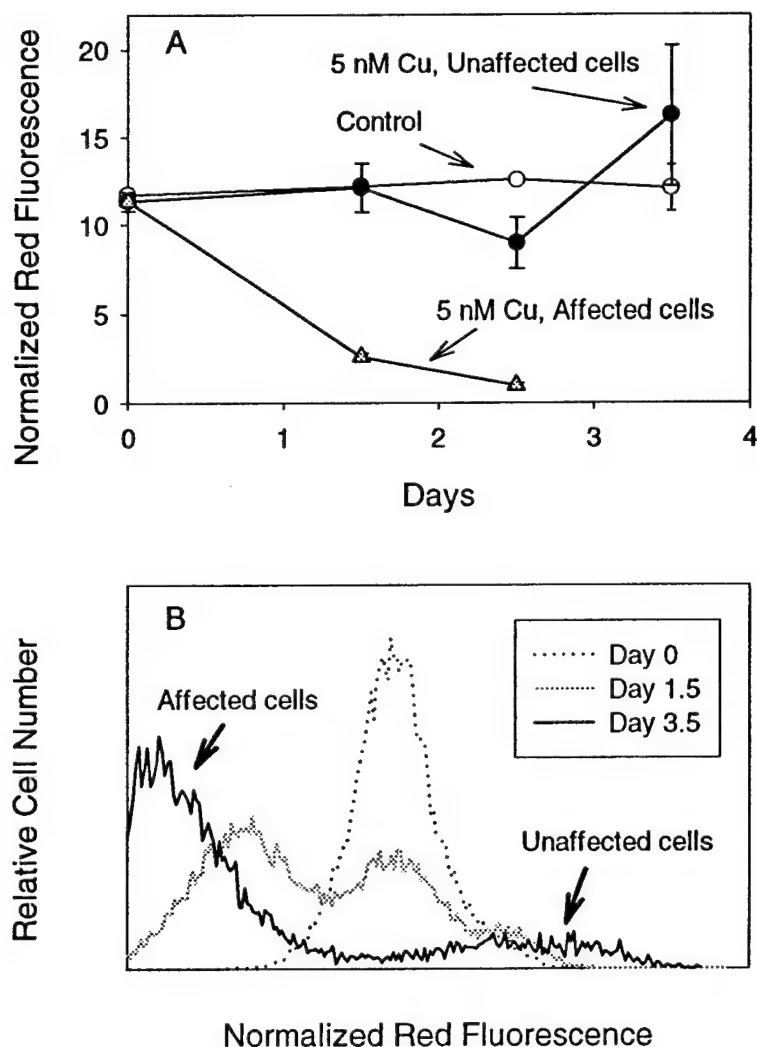 A
Normalized Red Fluorescence
20
15
10
5
0
5 nM Cu, Unaffected cells
Control
5 nM Cu, Affected cells
0 1 2 3 4
Days
B
Relative Cell Number
Affected cells
Day 0
Day 1.5
Day 3.5
Unaffected cells
Normalized Red Fluorescence